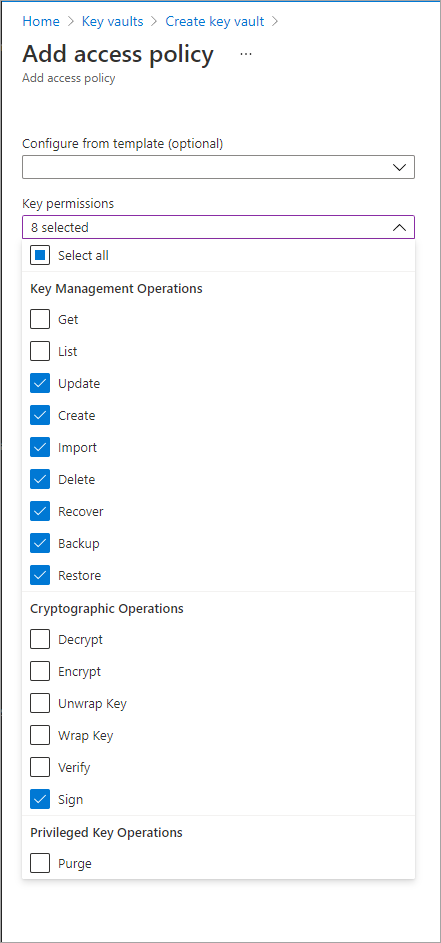 Home > Key vaults > Create key vault >
Add access policy ...
Add access policy
Configure from template (optional)
Key permissions
8 selected
Select all
Key Management Operations
Get
List
Update
Create
Import
Delete
Recover
Backup
Restore
Cryptographic Operations
Decrypt
Encrypt
Unwrap Key
Wrap Key
Verify
Sign
Privileged Key Operations
Purge